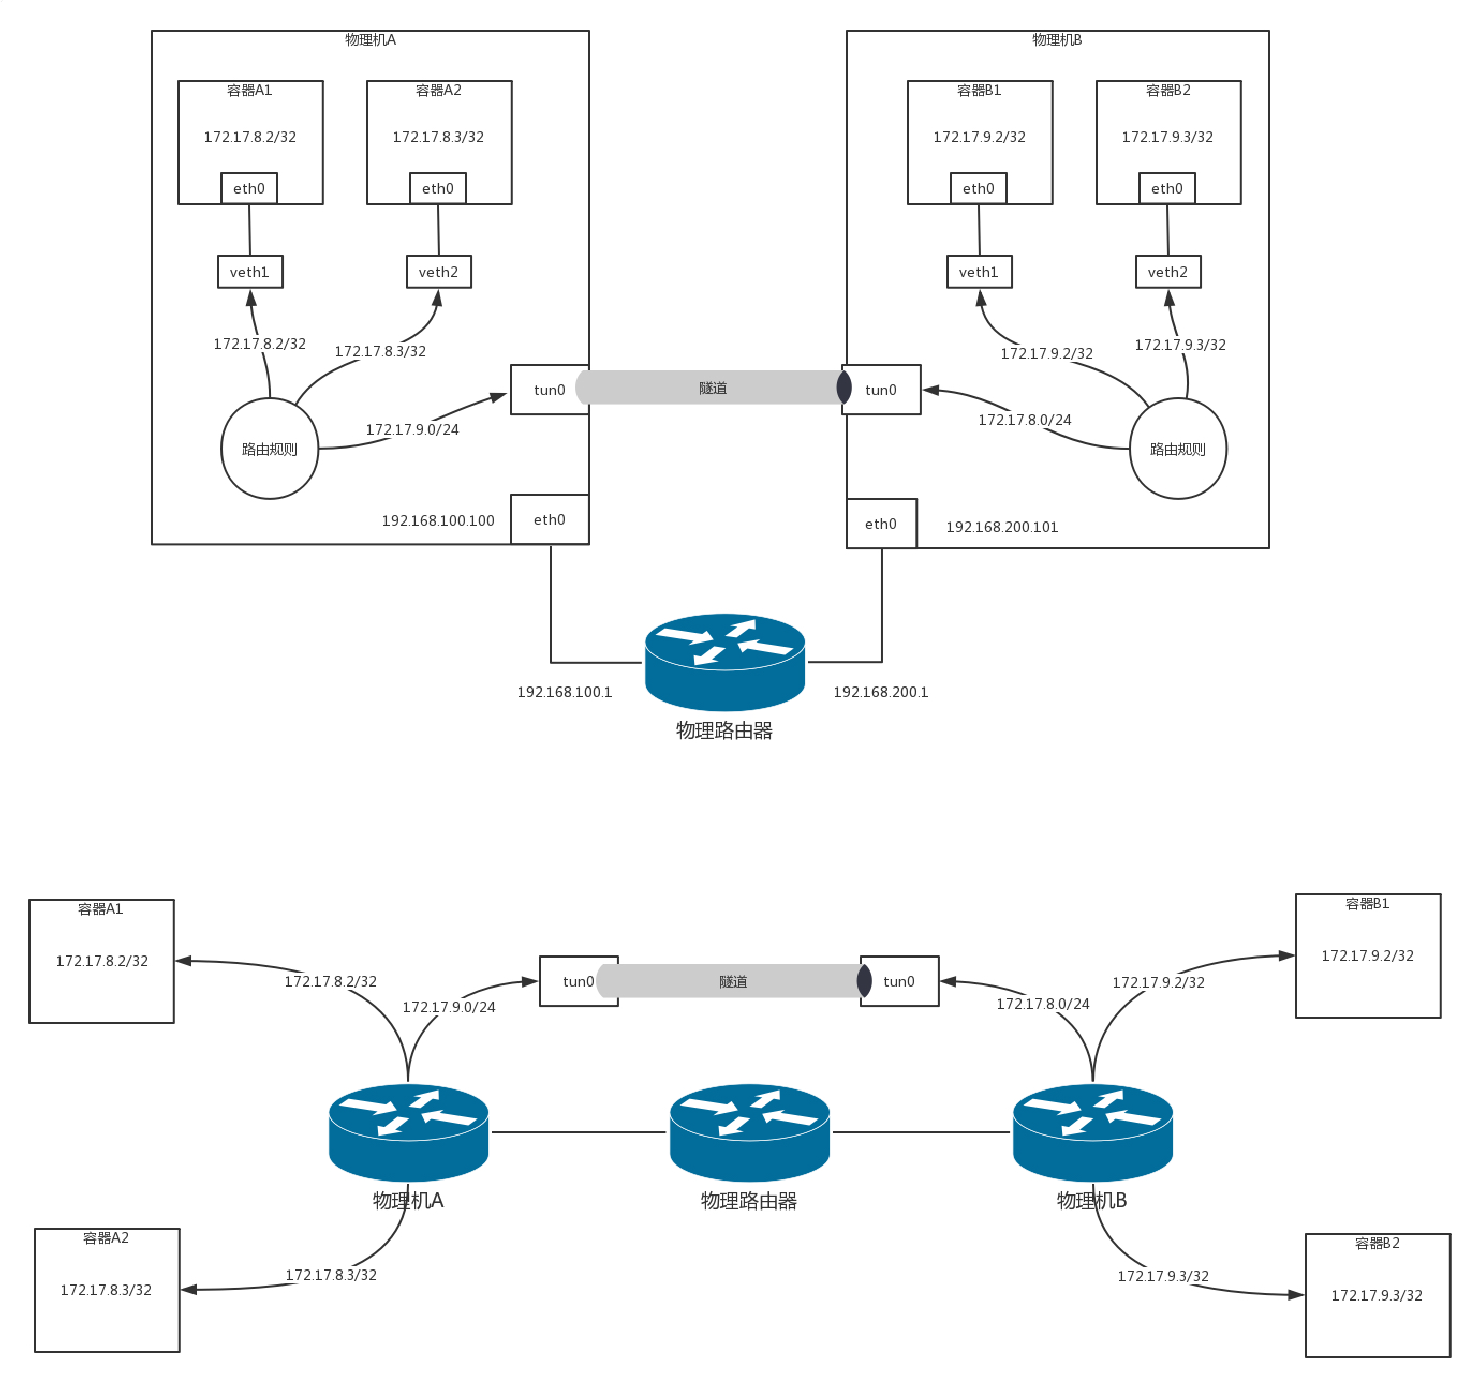 物理机A
物理机B
容器A1
容器A2
容器B1
容器B2
172.17.8.2/32
172.17.8.3/32
172.17.9.2/32
172.17.9.3/32
eth0
eth0
eth0
eth0
veth1
veth2
veth1
veth2
172.17.8.2/32
172.17.8.3/32
172.17.9.2/32
172.17.9.3/32
tun0
隧道
tun0
172.17.9.0/24
172.17.8.0/24
路由规则
路由规则
192.168.100.100
eth0
eth0
192.168.200.101
192.168.100.1
192.168.200.1
物理路由器
容器A1
容器B1
172.17.8.2/32
172.17.9.2/32
172.17.8.2/32
tun0
隧道
tun0
172.17.9.2/32
172.17.9.0/24
172.17.8.0/24
物理机A
物理路由器
物理机B
容器A2
容器B2
172.17.8.3/32
172.17.9.3/32
172.17.8.3/32
172.17.9.3/32